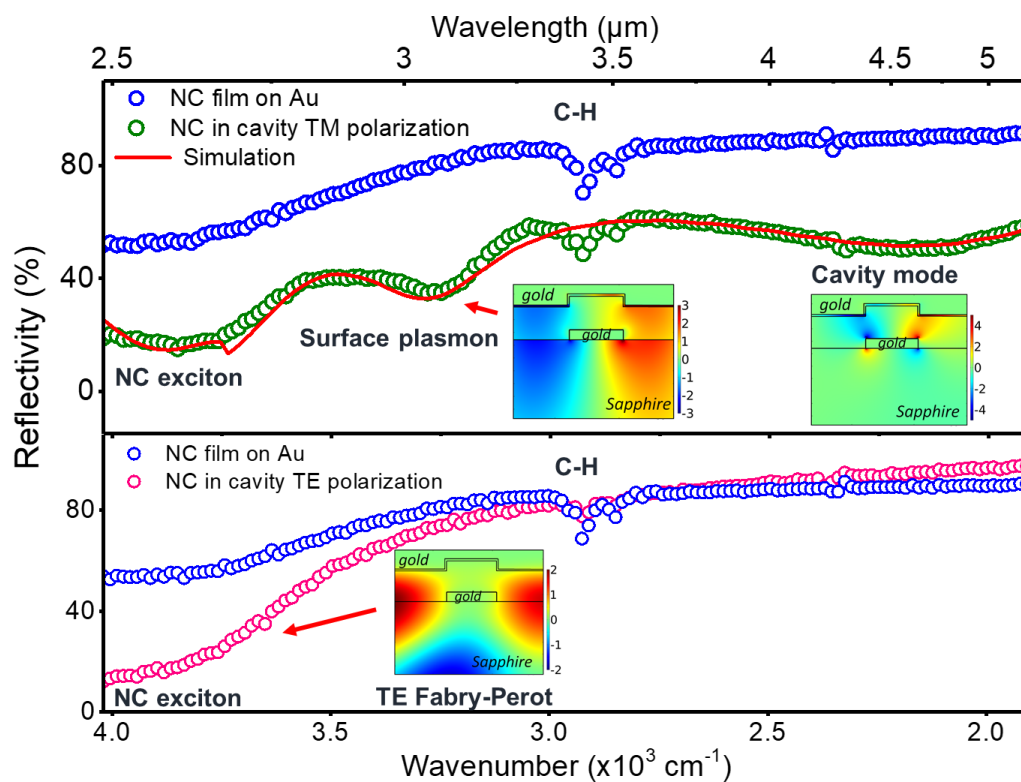 Wavelength (µm)
2.5 3 3.5 4 4.5 5
NC film on Au
NC in cavity TM polarization
Simulation
C-H
80
40
0
Reflectivity (%)
Surface plasmon
NC exciton
gold
gold
Sapphire
3
2
1
0
-1
-2
-3
Cavity mode
gold
gold
Sapphire
4
2
0
-2
-4
NC film on Au
NC in cavity TE polarization
C-H
80
40
0
gold
gold
Sapphire
2
1
0
-1
-2
NC exciton
TE Fabry-Perot
4.0 3.5 3.0 2.5 2.0
Wavenumber (x10³ cm⁻¹)